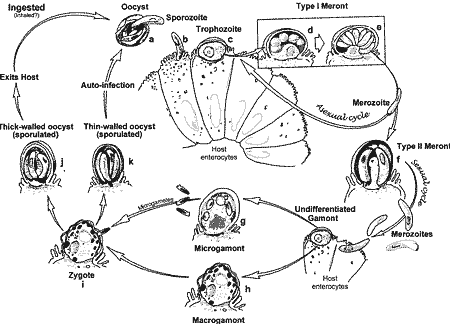 Ingested
(inhaled?)
Oocyst
Sporozoite
a
b
Trophozoite
c
Type I Meront
d
e
Exits Host
Auto-infection
Asexual cycle
Merozoite
Host
enterocytes
Thick-walled oocyst
(sporulated)
Thin-walled oocyst
(sporulated)
j
k
Type II Meront
f
Sexual cycle
Merozoites
Microgametes
g
Microgamont
Undifferentiated
Gamont
Host
enterocytes
Zygote
i
h
Macrogamont